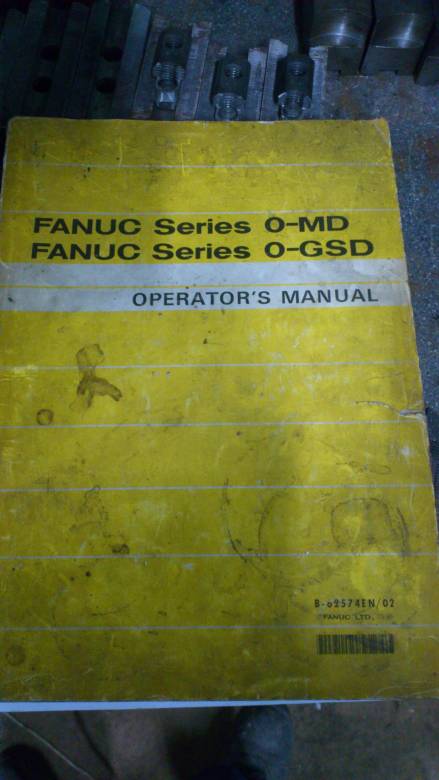 FANUC Series 0-MD
FANUC Series 0-GSD
OPERATOR'S MANUAL
B-62574EN/02
FANUC LTD,